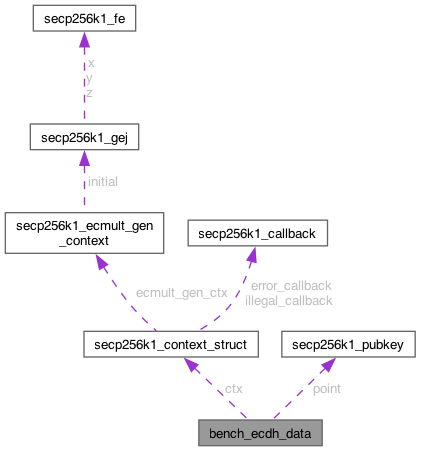 secp256k1_fe
x
y
z
secp256k1_gej
initial
secp256k1_ecmult_gen
_context
secp256k1_callback
ecmult_gen_ctx
error_callback
illegal_callback
secp256k1_context_struct
secp256k1_pubkey
ctx
point
bench_ecdh_data